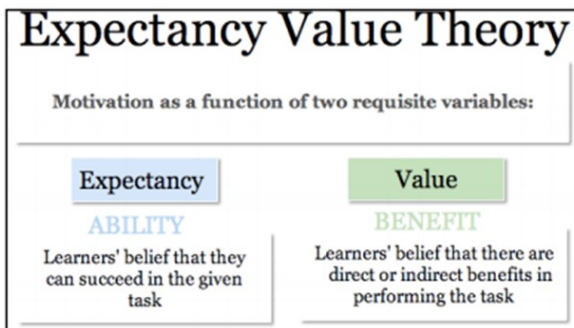 Expectancy Value Theory
Motivation as a function of two requisite variables:
Expectancy
ABILITY
Learners' belief that they
can succeed in the given
task
Value
BENEFIT
Learners' belief that there are
direct or indirect benefits in
performing the task